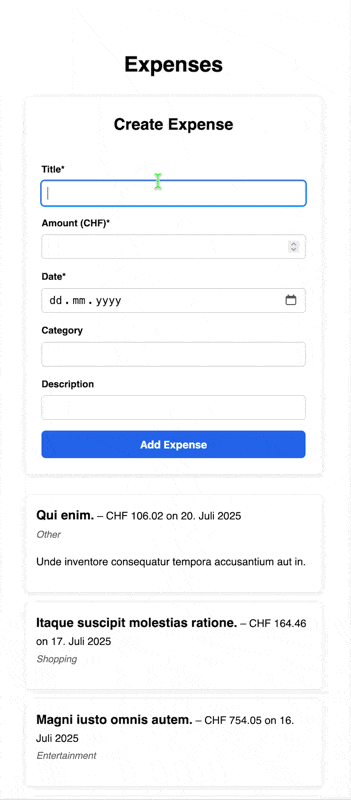 Expenses
Create Expense
Title*
Amount (CHF)*
Date*
dd.mm.yyyy
Category
Description
Add Expense
Qui enim. – CHF 106.02 on 20. Juli 2025
Other
Unde inventore consequatur tempora accusantium aut in.
Itaque suscipit molestias ratione. – CHF 164.46
on 17. Juli 2025
Shopping
Magni iusto omnis autem. – CHF 754.05 on 16.
Juli 2025
Entertainment